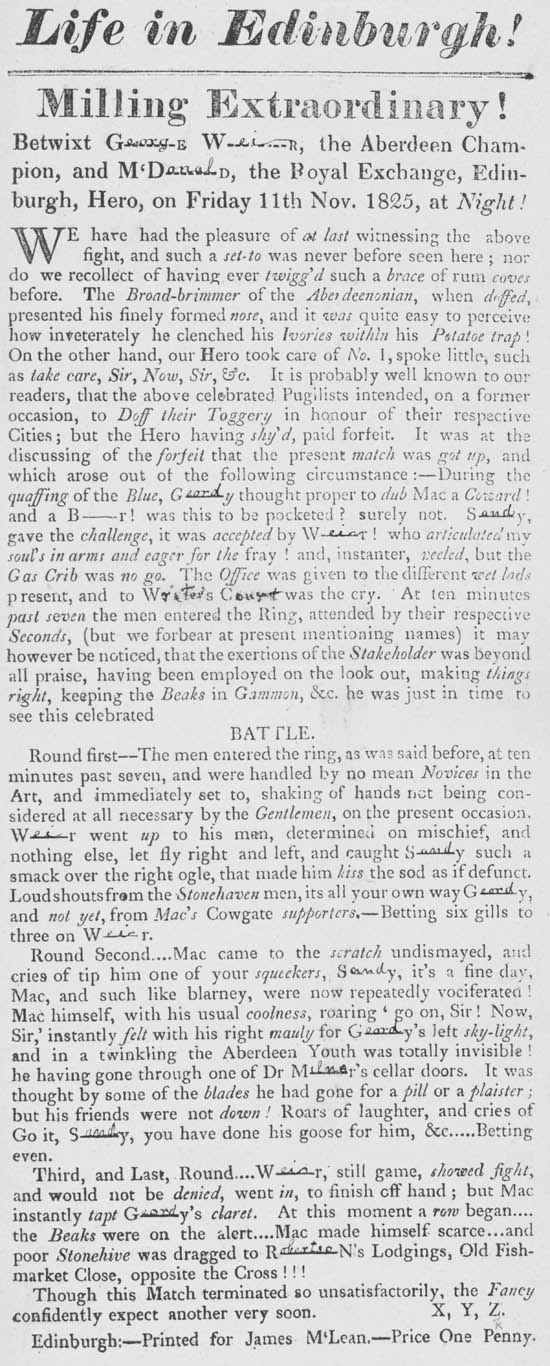 Life in Edinburgh!
Milling Extraordinary!
Betwixt GeorgE W-ei-R, the Aberdeen Cham-
pion, and M'DonalD, the Royal Exchange, Edin-
burgh, Hero, on Friday 11th Nov. 1825, at Night!
WE have had the pleasure of at last witnessing the above
fight, and such a set-to was never before seen here; nor
do we recollect of having ever twigg'd such a brace of rum coves
before. The Broad-brimmer of the Aberdeenonian, when doffed,
presented his finely formed nose, and it was quite easy to perceive
how inveterately he clenched his Ivories within his Potatoe trap!
On the other hand, our Hero took care of No. 1, spoke little, such
as take care, Sir, Now, Sir, &c. It is probably well known to our
readers, that the above celebrated Pugilists intended, on a former
occasion, to Doff their Toggery in honour of their respective
Cities; but the Hero having shy'd, paid forfeit. It was at the
discussing of the forfeit that the present match was got up, and
which arose out of the following circumstance:—During the
quaffing of the Blue, Geordy thought proper to dub Mac a Coward!
and a B——r! was this to be pocketed? surely not. Sandy,
gave the challenge, it was accepted by Weir! who articulated my
soul's in arms and eager for the fray! and, instanter, peeled, but the
Gas Crib was no go. The Office was given to the different wet lads
present, and to Writer's Court was the cry. At ten minutes
past seven the men entered the Ring, attended by their respective
Seconds, (but we forbear at present mentioning names) it may
however be noticed, that the exertions of the Stakeholder was beyond
all praise, having been employed on the look out, making things
right, keeping the Beaks in Gammon, &c. he was just in time to
see this celebrated
BATTLE.
Round first—The men entered the ring, as was said before, at ten
minutes past seven, and were handled by no mean Novices in the
Art, and immediately set to, shaking of hands not being con-
sidered at all necessary by the Gentlemen, on the present occasion.
Weir went up to his man, determined on mischief, and
nothing else, let fly right and left, and caught Sandy such a
smack over the right ogle, that made him kiss the sod as if defunct.
Loud shouts from the Stonehaven men, its all your own way Geordy,
and not yet, from Mac's Cowgate supporters.—Betting six gills to
three on Weir.
Round Second....Mac came to the scratch undismayed, and
cries of tip him one of your squeekers, Sandy, it's a fine day,
Mac, and such like blarney, were now repeatedly vociferated!
Mac himself, with his usual coolness, roaring ' go on, Sir! Now,
Sir,' instantly felt with his right mauly for Geordy's left sky-light,
and in a twinkling the Aberdeen Youth was totally invisible!
he having gone through one of Dr Milner's cellar doors. It was
thought by some of the blades he had gone for a pill or a plaister;
but his friends were not down! Roars of laughter, and cries of
Go it, Sandy, you have done his goose for him, &c.....Betting
even.
Third, and Last, Round....Weir, still game, showed fight,
and would not be denied, went in, to finish off hand; but Mac
instantly tapt Geordy's claret. At this moment a row began....
the Beaks were on the alert....Mac made himself scarce...and
poor Stonehive was dragged to RobertsoN's Lodgings, Old Fish-
market Close, opposite the Cross!!!
Though this Match terminated so unsatisfactorily, the Fancy
confidently expect another very soon. X, Y, Z.
Edinburgh:—Printed for James M'Lean.—Price One Penny.